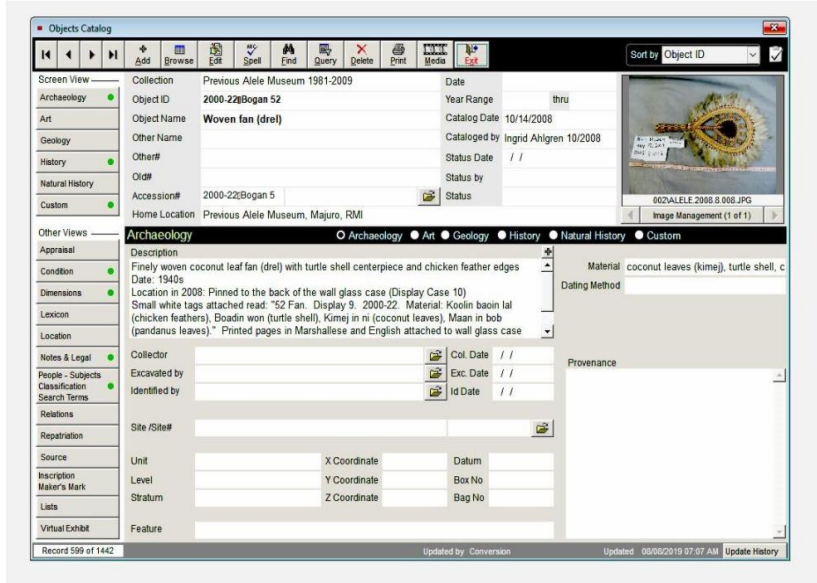 Objects Catalog
Add Browse Edit Spell Find Query Delete Print Media Exit
Sort by Object ID
Screen View
Archaeology
Art
Geology
History
Natural History
Custom
Collection Previous Alele Museum 1981-2009
Object ID 2000-22|Bogan 52
Object Name Woven fan (drel)
Other Name
Other#
Old#
Accession# 2000-22|Bogan 5
Home Location Previous Alele Museum, Majuro, RMI
Date
Year Range thru
Catalog Date 10/14/2008
Cataloged by Ingrid Ahlgren 10/2008
Status Date / /
Status by
Status
002\ALELE.2008.8.008.JPG
Image Management (1 of 1)
Other Views
Appraisal
Condition
Dimensions
Lexicon
Location
Notes & Legal
People - Subjects
Classification
Search Terms
Relations
Repatriation
Source
Inscription
Maker's Mark
Lists
Virtual Exhibit
Archaeology Archaeology Art Geology History Natural History Custom
Description
Finely woven coconut leaf fan (drel) with turtle shell centerpiece and chicken feather edges
Date: 1940s
Location in 2008: Pinned to the back of the wall glass case (Display Case 10)
Small white tags attached read: "52 Fan. Display 9. 2000-22. Material: Koolin baoin lal
(chicken feathers), Boadin won (turtle shell), Kimej in ni (coconut leaves), Maan in bob
(pandanus leaves)." Printed pages in Marshallese and English attached to wall glass case
Material coconut leaves (kimej), turtle shell, c
Dating Method
Collector Col. Date / /
Excavated by Exc. Date / /
Identified by Id Date / /
Provenance
Site /Site#
Unit X Coordinate Datum
Level Y Coordinate Box No
Stratum Z Coordinate Bag No
Feature
Record 599 of 1442 Updated by Conversion Updated 08/08/2019 07:07 AM Update History